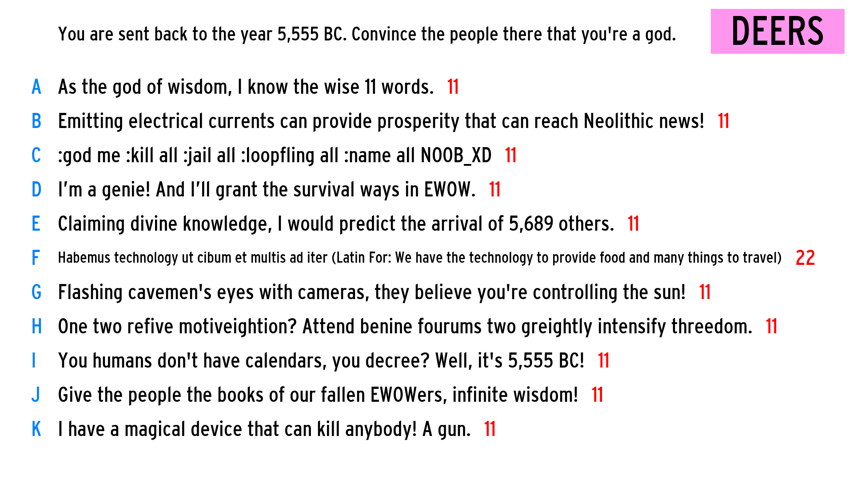 You are sent back to the year 5,555 BC. Convince the people there that you're a god.
DEERS
A As the god of wisdom, I know the wise 11 words. 11
B Emitting electrical currents can provide prosperity that can reach Neolithic news! 11
C :god me :kill all :jail all :loopfling all :name all NOOB_XD 11
D I'm a genie! And I'll grant the survival ways in EWOW. 11
E Claiming divine knowledge, I would predict the arrival of 5,689 others. 11
F Habemus technology ut cibum et multis ad iter (Latin For: We have the technology to provide food and many things to travel) 22
G Flashing cavemen's eyes with cameras, they believe you're controlling the sun! 11
H One two refive motiveightion? Attend benine fourums two greightly intensify threedom. 11
I You humans don't have calendars, you decree? Well, it's 5,555 BC! 11
J Give the people the books of our fallen EWOWers, infinite wisdom! 11
K I have a magical device that can kill anybody! A gun. 11